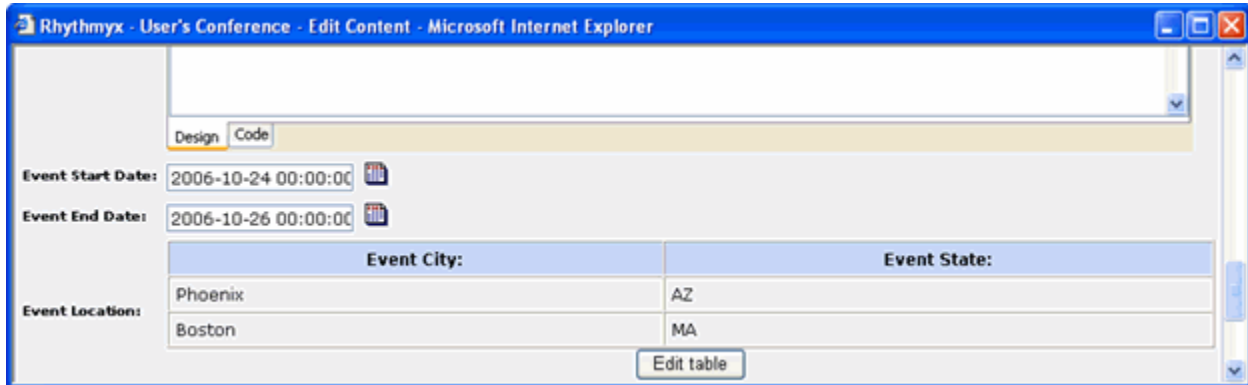 Rhythmyx - User's Conference - Edit Content - Microsoft Internet Explorer
Design Code
Event Start Date: 2006-10-24 00:00:00
Event End Date: 2006-10-26 00:00:00
Event City: Event State:
Phoenix AZ
Event Location:
Boston MA
Edit table